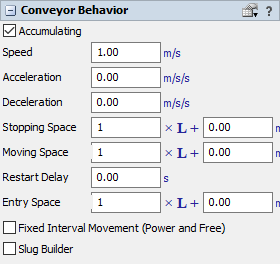 Conveyor Behavior ?
Accumulating
Speed 1.00 m/s
Acceleration 0.00 m/s/s
Deceleration 0.00 m/s/s
Stopping Space 1 × L + 0.00 m
Moving Space 1 × L + 0.00 m
Restart Delay 0.00 s
Entry Space 1 × L + 0.00 m
Fixed Interval Movement (Power and Free)
Slug Builder